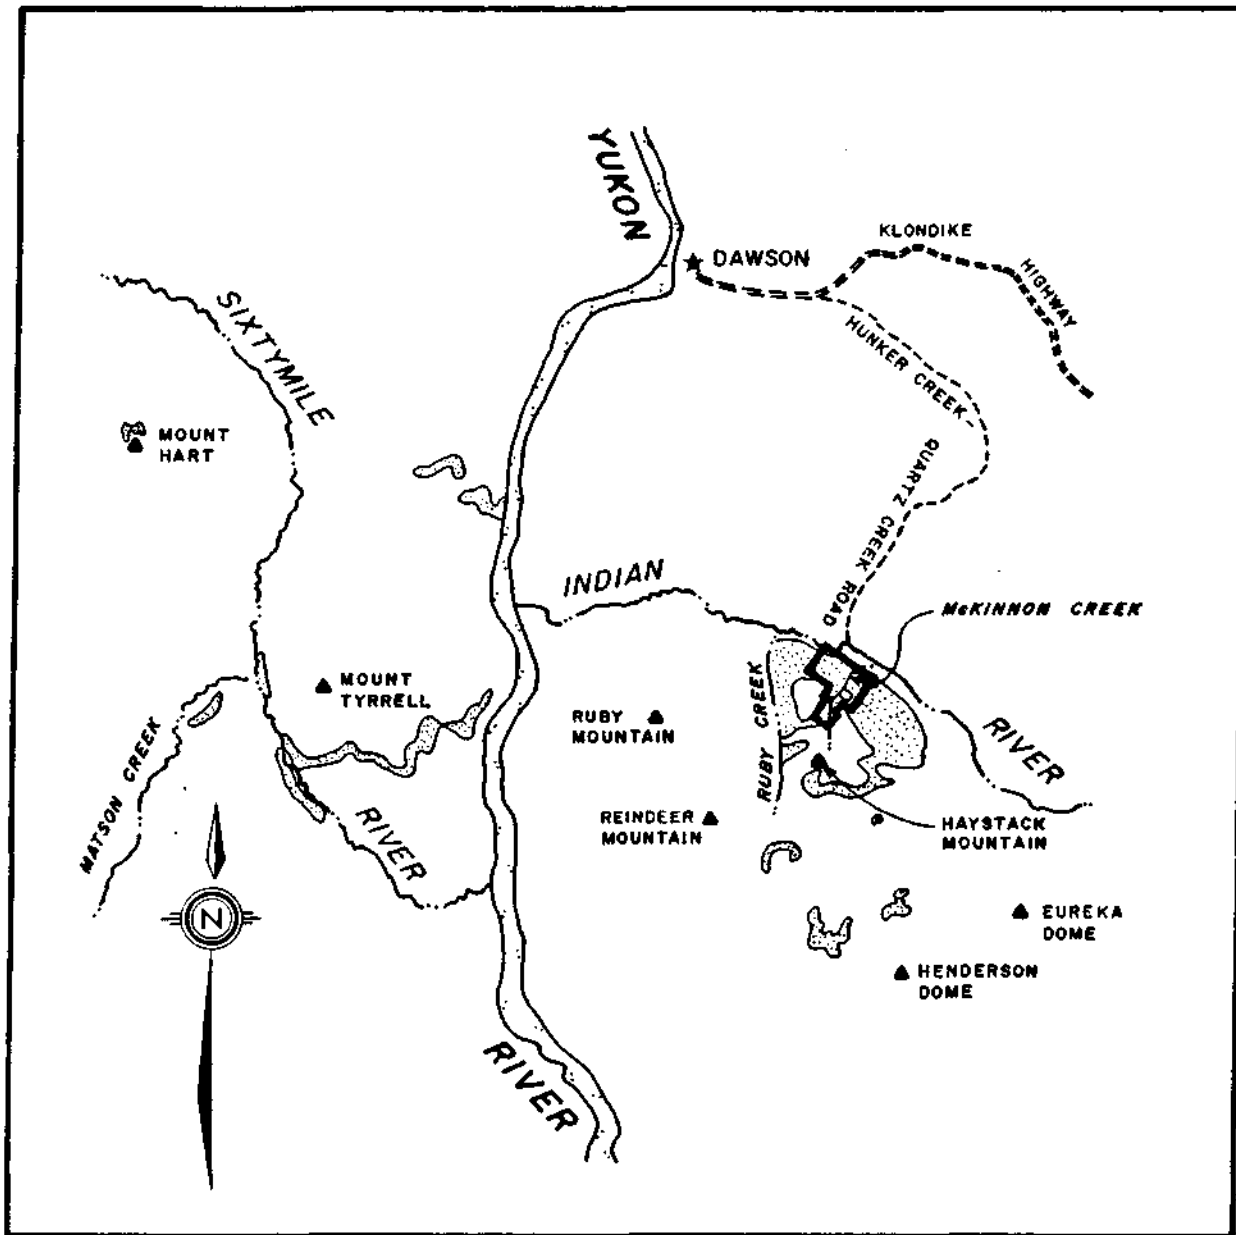 YUKON
KLONDIKE
DAWSON
HIGHWAY
SIXTYMILE
HUNKER CREEK
MOUNT
HART
QUARTZ CREEK ROAD
INDIAN
McKINNON CREEK
MOUNT
TYRRELL
RUBY
MOUNTAIN
RUBY CREEK
RIVER
MATSON CREEK
RIVER
REINDEER
MOUNTAIN
HAYSTACK
MOUNTAIN
N
EUREKA
DOME
HENDERSON
DOME
RIVER